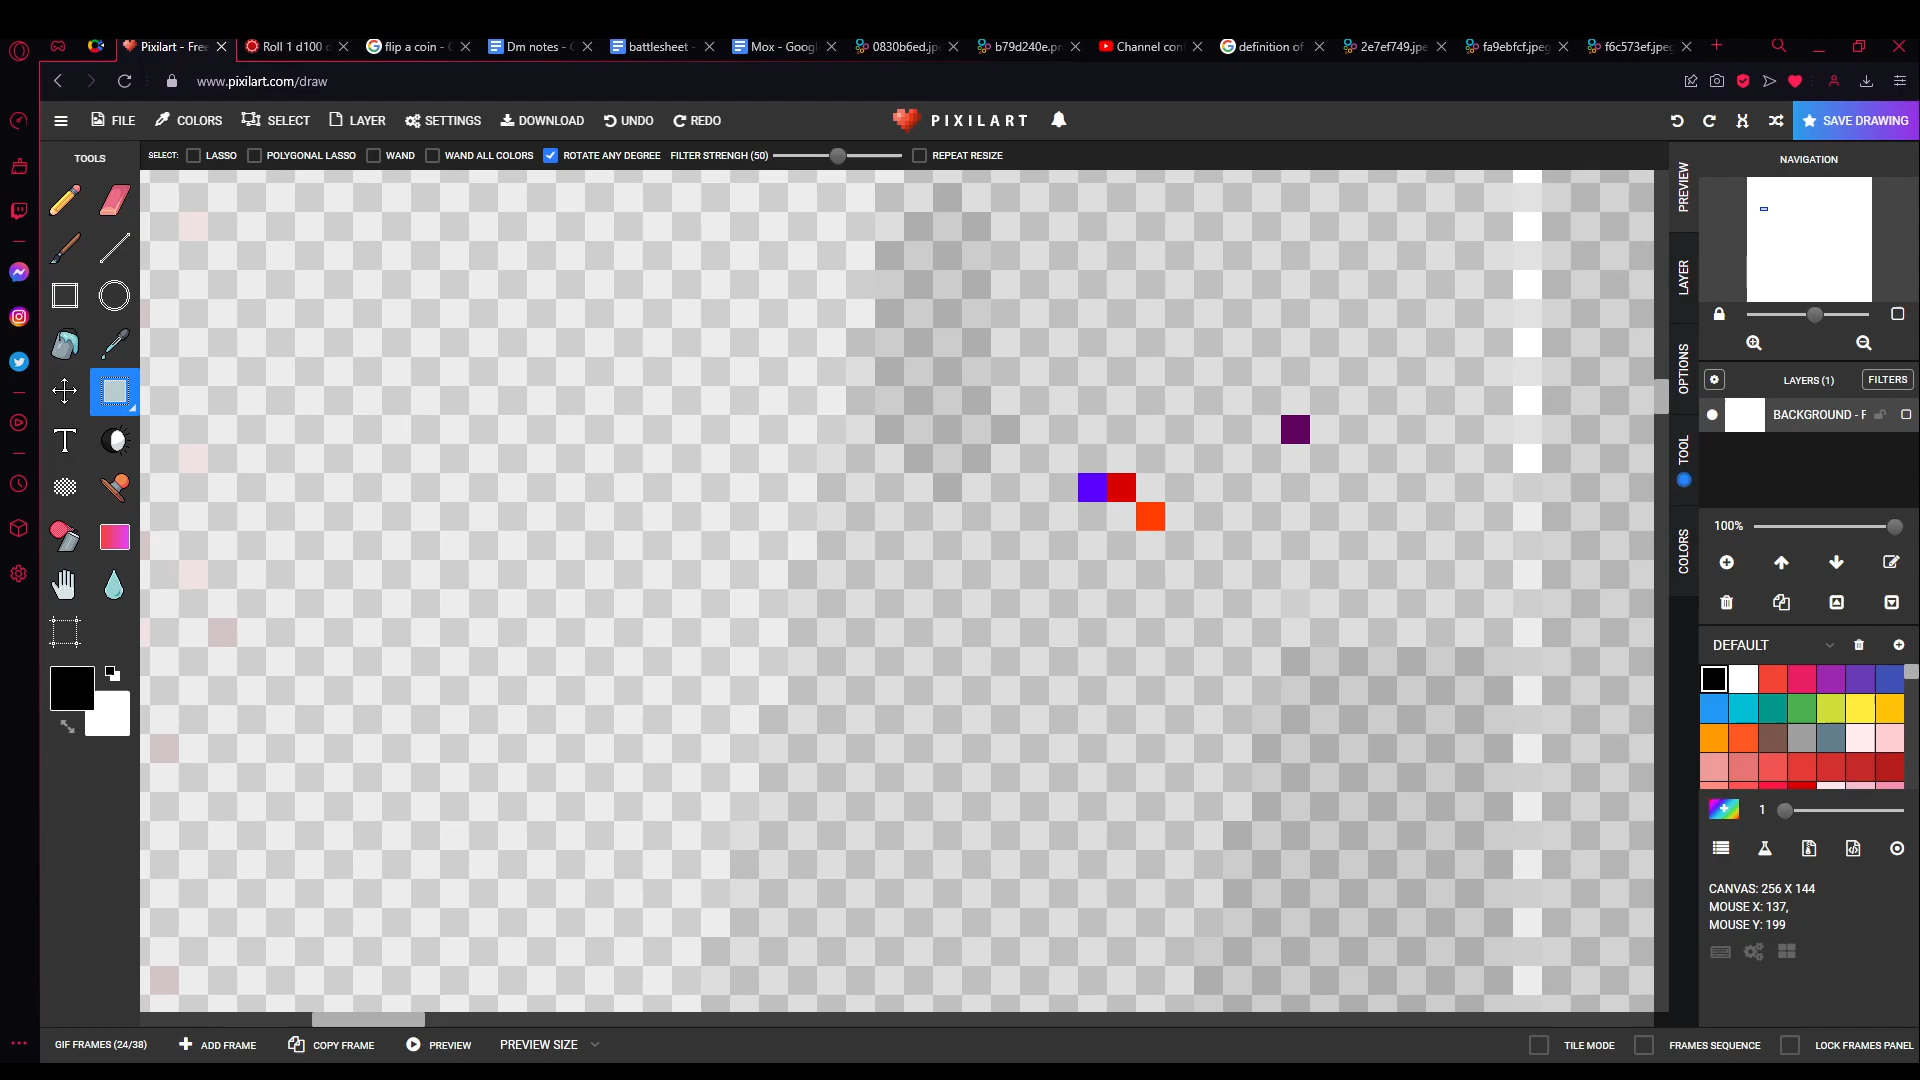 Pixilart - Free
Roll 1 d100
flip a coin - G
Dm notes - G
battlesheet -
Mox - Googl
0830b6ed.jp
b79d240e.pn
Channel con
definition of
2e7ef749.jpe
fa9ebfcf.jpeg
f6c573ef.jpeg
www.pixilart.com/draw
FILE
COLORS
SELECT
LAYER
SETTINGS
DOWNLOAD
UNDO
REDO
PIXILART
SAVE DRAWING
TOOLS
SELECT:
LASSO
POLYGONAL LASSO
WAND
WAND ALL COLORS
ROTATE ANY DEGREE
FILTER STRENGH (50)
REPEAT RESIZE
PREVIEW
LAYER
OPTIONS
TOOL
COLORS
NAVIGATION
LAYERS (1)
FILTERS
BACKGROUND - F
100%
DEFAULT
1
CANVAS: 256 X 144
MOUSE X: 137,
MOUSE Y: 199
GIF FRAMES (24/38)
ADD FRAME
COPY FRAME
PREVIEW
PREVIEW SIZE
TILE MODE
FRAMES SEQUENCE
LOCK FRAMES PANEL